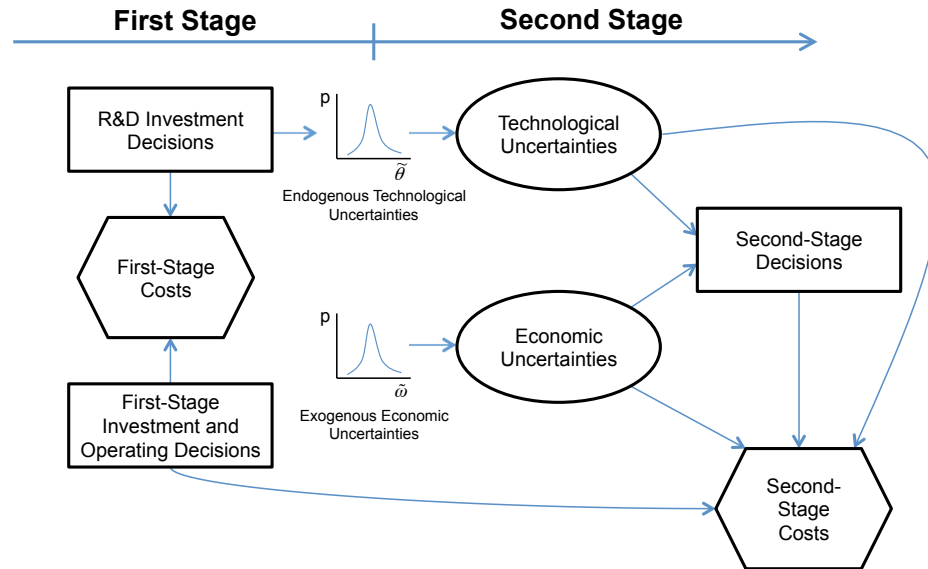 First Stage
Second Stage
R&D Investment
Decisions
p
θ̃
Endogenous Technological
Uncertainties
Technological
Uncertainties
First-Stage
Costs
Second-Stage
Decisions
p
ω̃
Exogenous Economic
Uncertainties
Economic
Uncertainties
First-Stage
Investment and
Operating Decisions
Second-
Stage
Costs